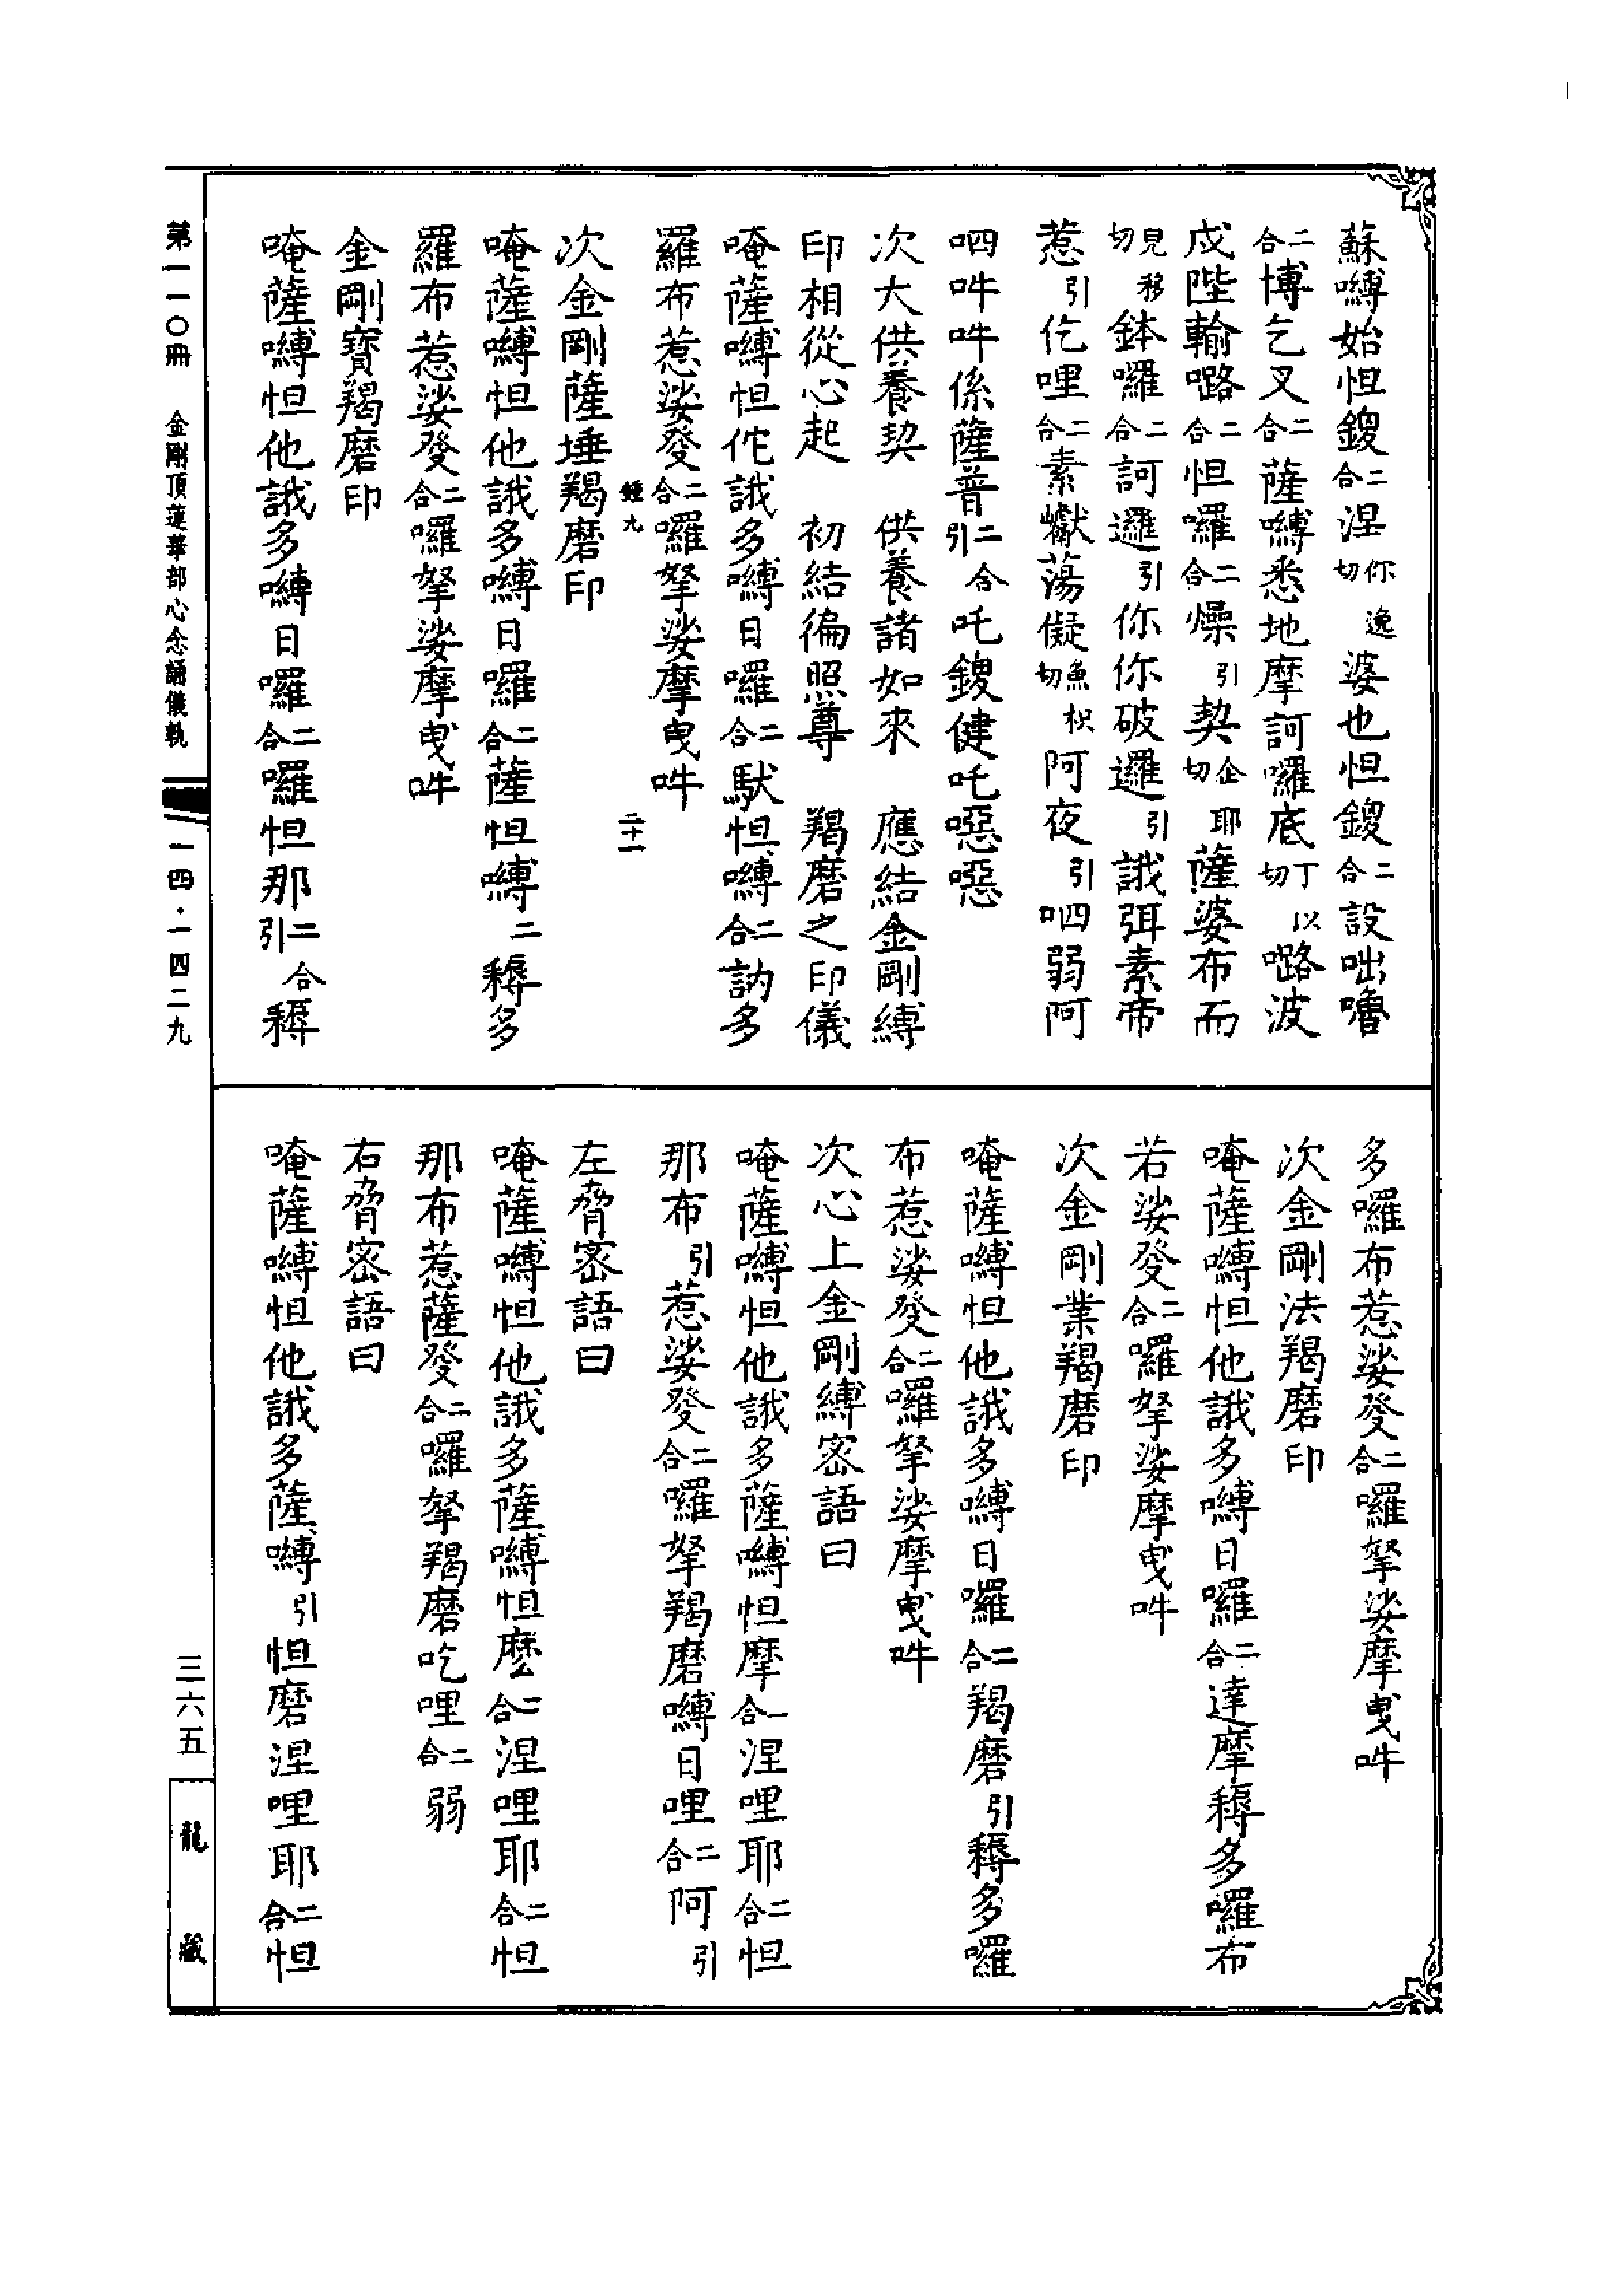 蘇嚩始怛鑁二合涅你逸切婆也怛鑁二合設咄嚕
二合愽乞叉二合薩嚩悉地摩訶囉底丁以切㗚波
戍陛輸㗚二合怛囉二合燥引契企耶切薩婆布而
皃移切鉢囉二合訶邏引你你破邏引誐弭素帝
惹引仡哩二合素巘蕩儗魚枳切阿夜引呬弱阿
呬吽吽係薩普二合引吒鑁健吒噁噁
次大供養契　供養諸如來　應結金剛縛
印相從心起　初結徧照尊　羯磨之印儀
唵薩嚩怛佗誐多嚩日囉二合馱怛嚩二合訥多
羅布惹娑發二合囉拏娑摩曳吽
鍾九　二十一
次金剛薩埵羯磨印
唵薩嚩怛他誐多嚩日囉二合薩怛嚩二䅥多
羅布惹娑發二合囉拏娑摩曳吽
金剛寶羯磨印
唵薩嚩怛他誐多嚩日囉二合囉怛那二合引䅥
多囉布惹娑發二合囉拏娑摩曳吽
次金剛法羯磨印
唵薩嚩怛他誐多嚩日囉二合達摩䅥多囉布
若娑發二合囉拏娑摩曳吽
次金剛業羯磨印
唵薩嚩怛他誐多嚩日囉二合羯磨引䅥多囉
布惹娑發二合囉拏娑摩曳吽
次心上金剛縛密語曰
唵薩嚩怛他誐多薩嚩怛摩一合涅哩耶二合怛
那布引惹娑發二合囉拏羯磨嚩日哩二合阿引
左脅密語曰
唵薩嚩怛他誐多薩嚩怛麽二合涅哩耶二合怛
那布惹薩發二合囉拏羯磨吃哩二合弱
右脅密語曰
唵薩嚩怛他誐多薩嚩引怛磨涅哩耶二合怛
第一一〇冊　金剛頂蓮華部心念誦儀軌　一四·一四二九　三六五　龍藏